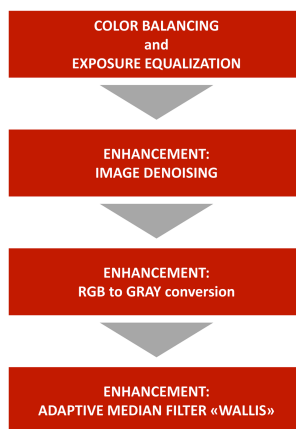 COLOR BALANCING
and
EXPOSURE EQUALIZATION
ENHANCEMENT:
IMAGE DENOISING
ENHANCEMENT:
RGB to GRAY conversion
ENHANCEMENT:
ADAPTIVE MEDIAN FILTER «WALLIS»